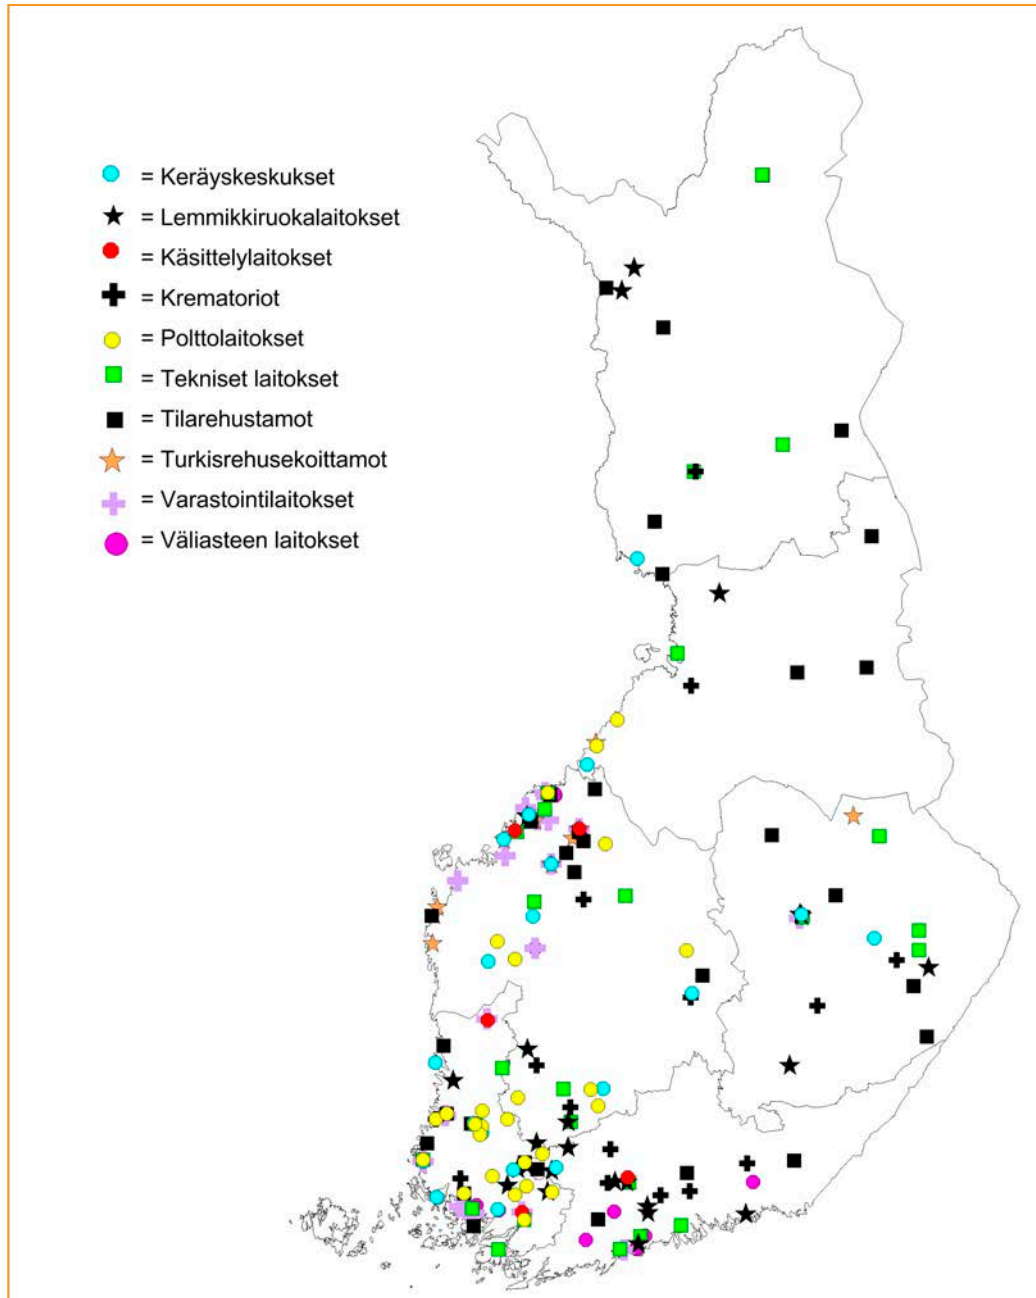 = Keräyskeskukset
= Lemmikkiruokalaitokset
= Käsittelylaitokset
= Krematoriot
= Polttolaitokset
= Tekniset laitokset
= Tilarehustamot
= Turkisrehusekoittamot
= Varastointilaitokset
= Väliasteen laitokset